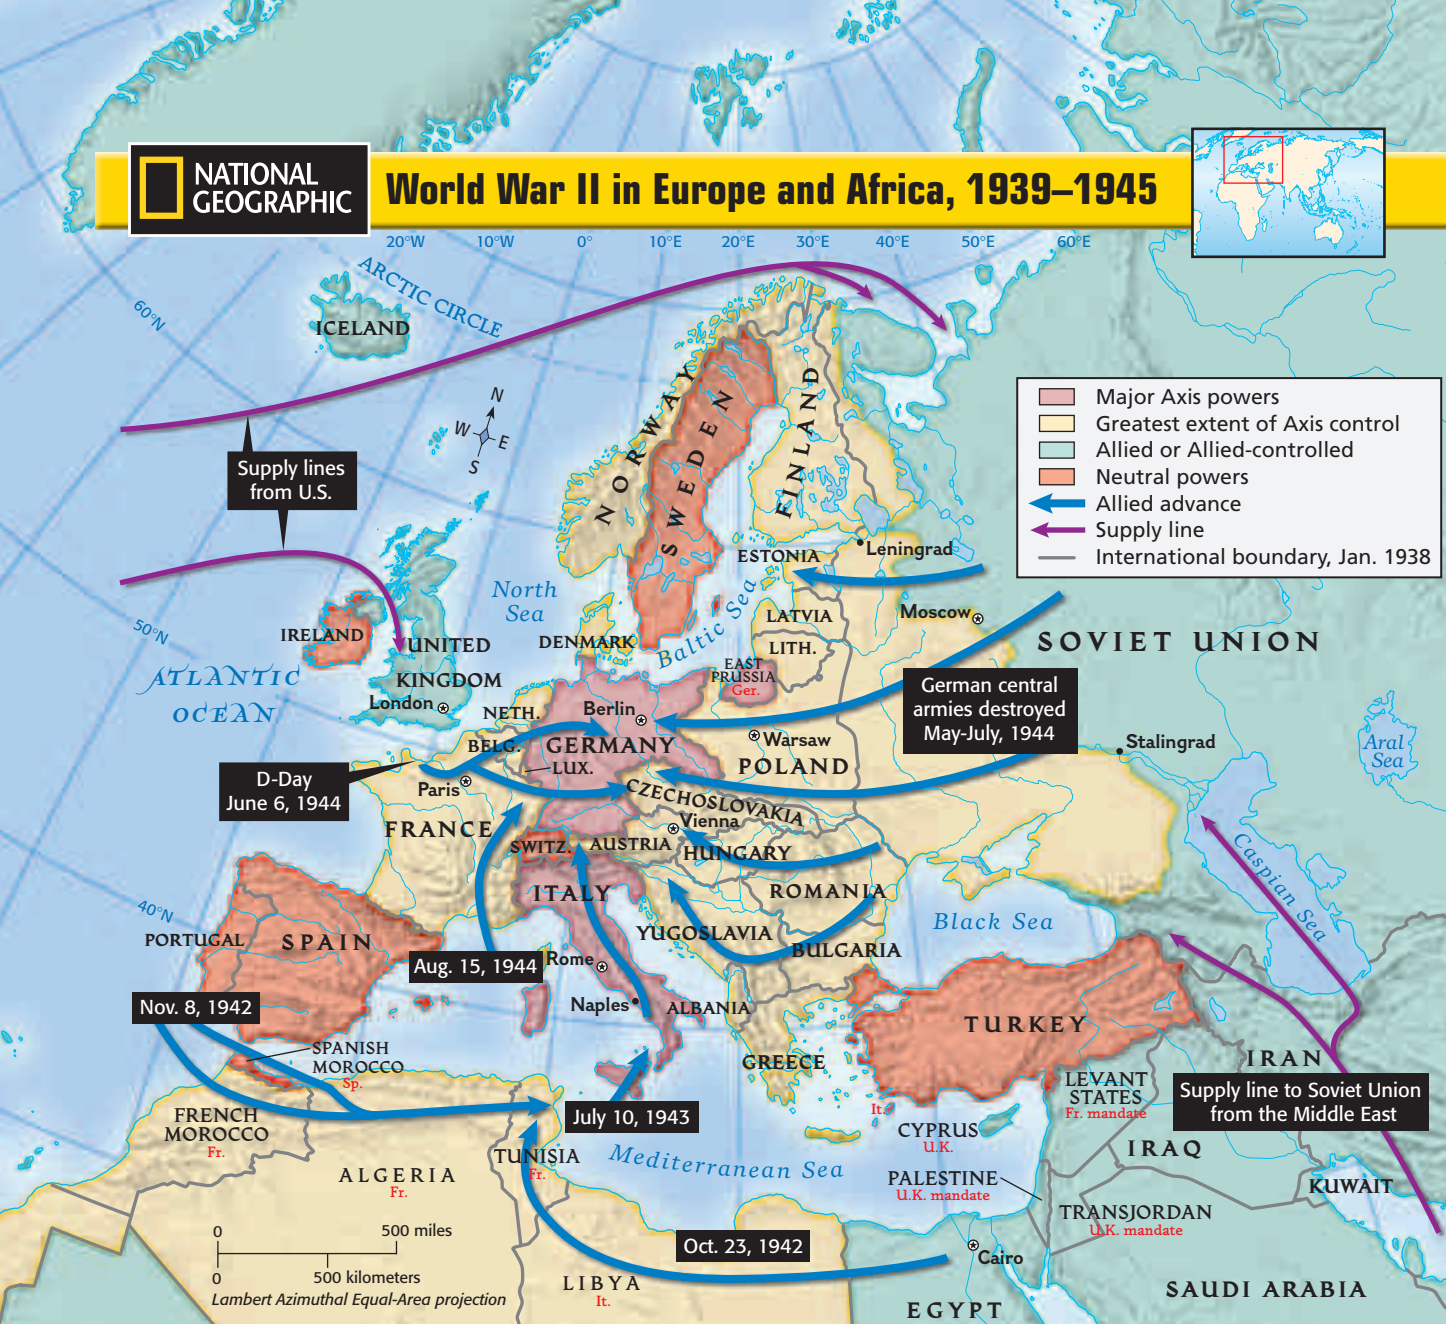 NATIONAL
GEOGRAPHIC
World War II in Europe and Africa, 1939–1945
20°W
10°W
0°
10°E
20°E
30°E
40°E
50°E
60°E
ARCTIC CIRCLE
60°N
ICELAND
N
W
E
S
Supply lines
from U.S.
Major Axis powers
Greatest extent of Axis control
Allied or Allied-controlled
Neutral powers
Allied advance
Supply line
International boundary, Jan. 1938
NORWAY
SWEDEN
FINLAND
Leningrad
ESTONIA
North
Sea
Baltic Sea
LATVIA
Moscow
50°N
IRELAND
UNITED
KINGDOM
London
DENMARK
LITH.
SOVIET UNION
EAST
PRUSSIA
Ger.
ATLANTIC
OCEAN
German central
armies destroyed
May-July, 1944
NETH.
Berlin
BELG.
GERMANY
Warsaw
POLAND
Stalingrad
Aral
Sea
LUX.
D-Day
June 6, 1944
Paris
CZECHOSLOVAKIA
Vienna
FRANCE
SWITZ.
AUSTRIA
HUNGARY
ITALY
ROMANIA
Caspian Sea
Black Sea
40°N
PORTUGAL
SPAIN
YUGOSLAVIA
BULGARIA
Aug. 15, 1944
Rome
Nov. 8, 1942
Naples
ALBANIA
TURKEY
SPANISH
MOROCCO
Sp.
GREECE
IRAN
LEVANT
STATES
Fr. mandate
Supply line to Soviet Union
from the Middle East
July 10, 1943
It.
FRENCH
MOROCCO
Fr.
CYPRUS
U.K.
IRAQ
TUNISIA
Fr.
Mediterranean Sea
ALGERIA
Fr.
PALESTINE
U.K. mandate
KUWAIT
TRANSJORDAN
U.K. mandate
0
500 miles
Oct. 23, 1942
Cairo
0
500 kilometers
Lambert Azimuthal Equal-Area projection
LIBYA
It.
EGYPT
SAUDI ARABIA